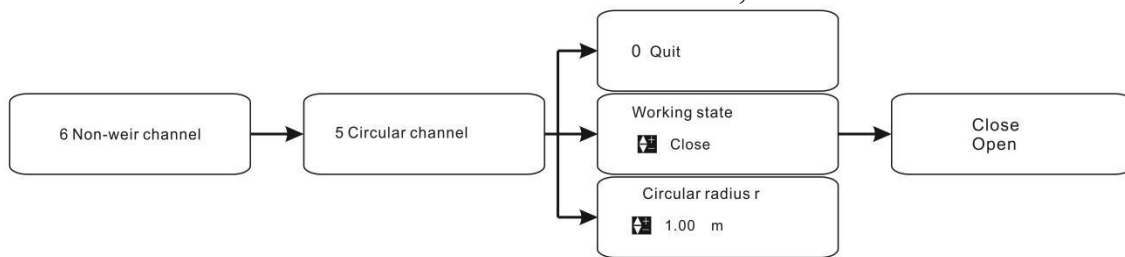 6 Non-weir channel
5 Circular channel
0 Quit
Working state
Close
Close
Open
Circular radius r
1.00 m